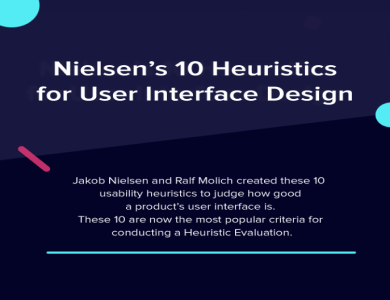 Nielsen's 10 Heuristics
for User Interface Design
Jakob Nielsen and Ralf Molich created these 10
usability heuristics to judge how good
a product's user interface is.
These 10 are now the most popular criteria for
conducting a Heuristic Evaluation.